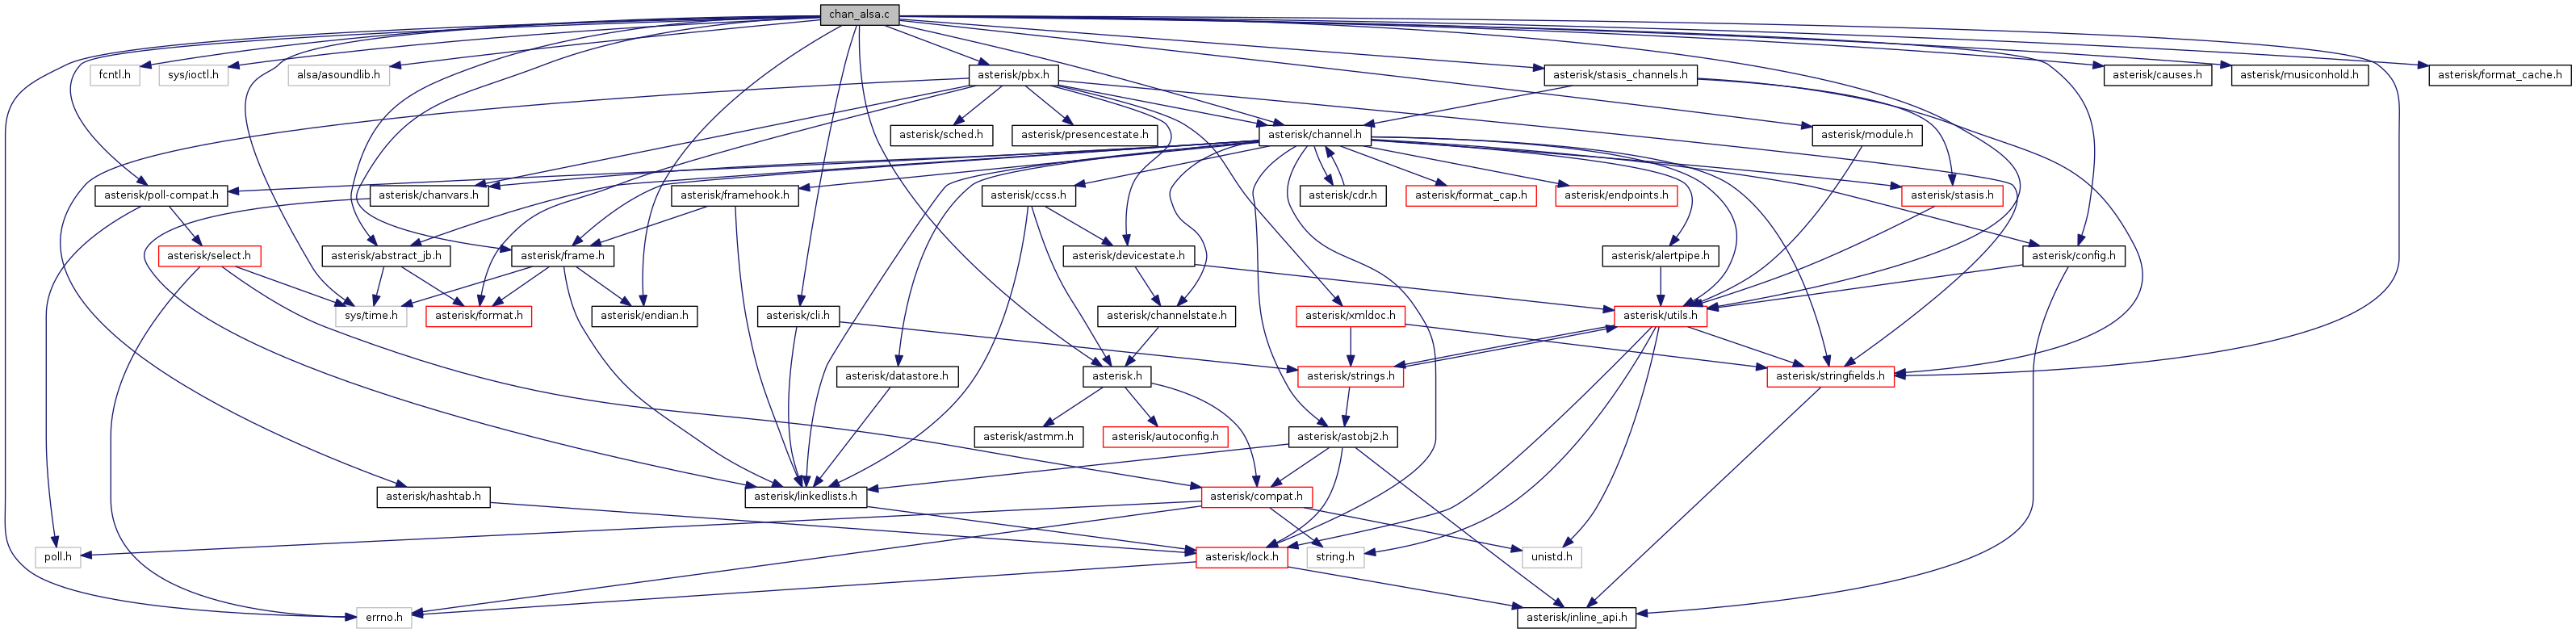 chan_alsa.c
fcntl.h
sys/ioctl.h
alsa/asoundlib.h
asterisk/pbx.h
asterisk/stasis_channels.h
asterisk/causes.h
asterisk/musiconhold.h
asterisk/format_cache.h
asterisk/sched.h
asterisk/presencestate.h
asterisk/channel.h
asterisk/module.h
asterisk/poll-compat.h
asterisk/chanvars.h
asterisk/framehook.h
asterisk/ccss.h
asterisk/cdr.h
asterisk/format_cap.h
asterisk/endpoints.h
asterisk/stasis.h
asterisk/select.h
asterisk/abstract_jb.h
asterisk/frame.h
asterisk/devicestate.h
asterisk/alertpipe.h
asterisk/config.h
sys/time.h
asterisk/format.h
asterisk/endian.h
asterisk/cli.h
asterisk/channelstate.h
asterisk/xmldoc.h
asterisk/utils.h
asterisk/datastore.h
asterisk.h
asterisk/strings.h
asterisk/stringfields.h
asterisk/astmm.h
asterisk/autoconfig.h
asterisk/astobj2.h
asterisk/hashtab.h
asterisk/linkedlists.h
asterisk/compat.h
poll.h
asterisk/lock.h
string.h
unistd.h
errno.h
asterisk/inline_api.h